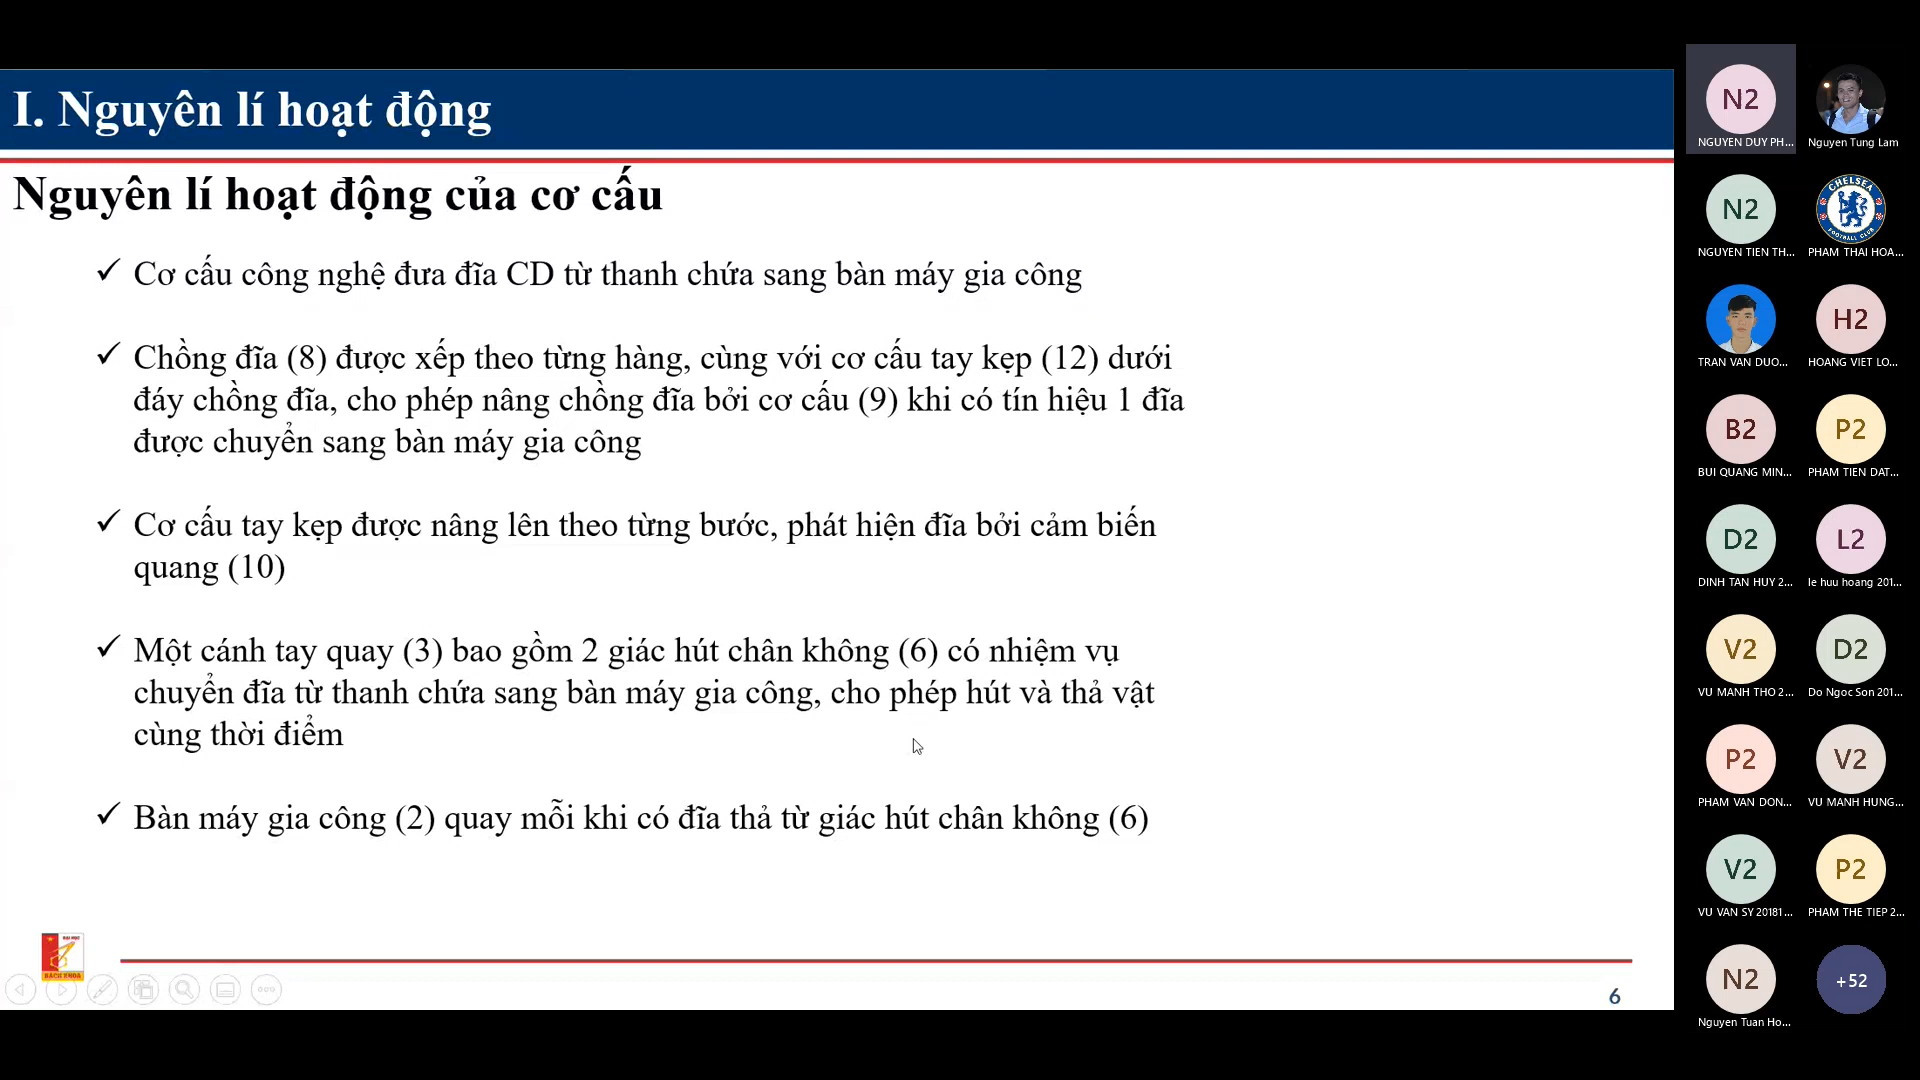 I. Nguyên lí hoạt động
Nguyên lí hoạt động của cơ cấu
Cơ cấu công nghệ đưa đĩa CD từ thanh chứa sang bàn máy gia công
Chồng đĩa (8) được xếp theo từng hàng, cùng với cơ cấu tay kẹp (12) dưới
đáy chồng đĩa, cho phép nâng chồng đĩa bởi cơ cấu (9) khi có tín hiệu 1 đĩa
được chuyển sang bàn máy gia công
Cơ cấu tay kẹp được nâng lên theo từng bước, phát hiện đĩa bởi cảm biến
quang (10)
Một cánh tay quay (3) bao gồm 2 giác hút chân không (6) có nhiệm vụ
chuyển đĩa từ thanh chứa sang bàn máy gia công, cho phép hút và thả vật
cùng thời điểm
Bàn máy gia công (2) quay mỗi khi có đĩa thả từ giác hút chân không (6)
ĐẠI HỌC
BÁCH KHOA
6
N2
NGUYEN DUY PH...
Nguyen Tung Lam
N2
NGUYEN TIEN TH...
CHELSEA
FOOTBALL CLUB
PHAM THAI HOA...
TRAN VAN DUO...
H2
HOANG VIET LO...
B2
BUI QUANG MIN...
P2
PHAM TIEN DAT...
D2
DINH TAN HUY 2...
L2
le huu hoang 201...
V2
VU MANH THO 2...
D2
Do Ngoc Son 201...
P2
PHAM VAN DON...
V2
VU MANH HUNG...
V2
VU VAN SY 20181...
P2
PHAM THE TIEP 2...
N2
Nguyen Tuan Ho...
+52